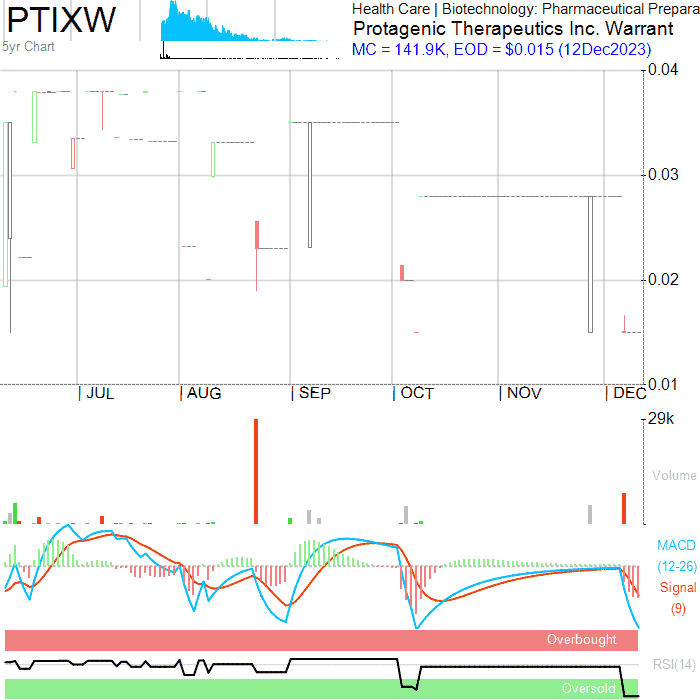 PTIXW
5yr Chart
Health Care | Biotechnology: Pharmaceutical Prepara
Protagenic Therapeutics Inc. Warrant
MC = 141.9K, EOD = $0.015 (12Dec2023)
0.04
0.03
0.02
0.01
| JUL | AUG | SEP | OCT | NOV | DEC
29k
Volume
MACD
(12-26)
Signal
(9)
Overbought
RSI(14)
Oversold